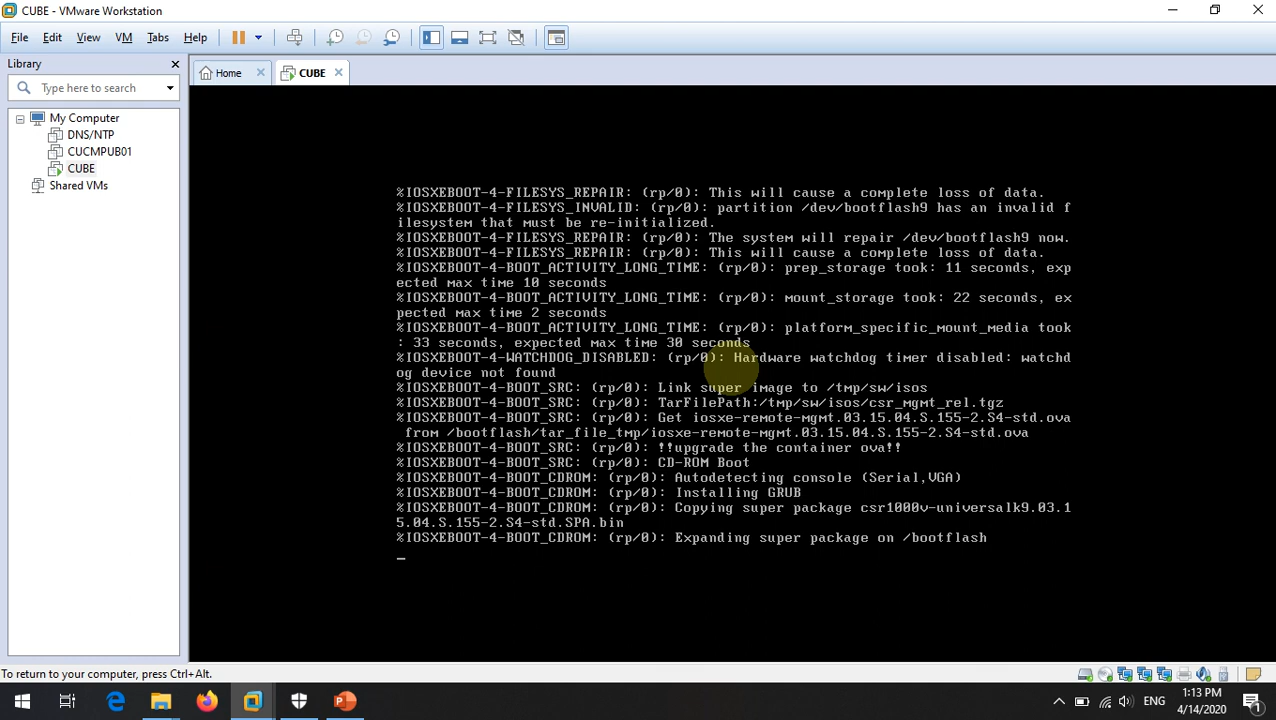 CUBE - VMware Workstation
File Edit View VM Tabs Help
Library
Type here to search
My Computer
DNS/NTP
CUCMPUB01
CUBE
Shared VMs
Home
CUBE
%IOSXEBOOT-4-FILESYS_REPAIR: (rp/0): This will cause a complete loss of data.
%IOSXEBOOT-4-FILESYS_INVALID: (rp/0): partition /dev/bootflash9 has an invalid f
ilesystem that must be re-initialized.
%IOSXEBOOT-4-FILESYS_REPAIR: (rp/0): The system will repair /dev/bootflash9 now.
%IOSXEBOOT-4-FILESYS_REPAIR: (rp/0): This will cause a complete loss of data.
%IOSXEBOOT-4-BOOT_ACTIVITY_LONG_TIME: (rp/0): prep_storage took: 11 seconds, exp
ected max time 10 seconds
%IOSXEBOOT-4-BOOT_ACTIVITY_LONG_TIME: (rp/0): mount_storage took: 22 seconds, ex
pected max time 2 seconds
%IOSXEBOOT-4-BOOT_ACTIVITY_LONG_TIME: (rp/0): platform_specific_mount_media took
: 33 seconds, expected max time 30 seconds
%IOSXEBOOT-4-WATCHDOG_DISABLED: (rp/0): Hardware watchdog timer disabled: watchd
og device not found
%IOSXEBOOT-4-BOOT_SRC: (rp/0): Link super image to /tmp/sw/isos
%IOSXEBOOT-4-BOOT_SRC: (rp/0): TarFilePath:/tmp/sw/isos/csr_mgmt_rel.tgz
%IOSXEBOOT-4-BOOT_SRC: (rp/0): Get iosxe-remote-mgmt.03.15.04.S.155-2.S4-std.ova
from /bootflash/tar_file_tmp/iosxe-remote-mgmt.03.15.04.S.155-2.S4-std.ova
%IOSXEBOOT-4-BOOT_SRC: (rp/0): !!upgrade the container ova!!
%IOSXEBOOT-4-BOOT_SRC: (rp/0): CD-ROM Boot
%IOSXEBOOT-4-BOOT_CDROM: (rp/0): Autodetecting console (Serial,VGA)
%IOSXEBOOT-4-BOOT_CDROM: (rp/0): Installing GRUB
%IOSXEBOOT-4-BOOT_CDROM: (rp/0): Copying super package csr1000v-universalk9.03.1
5.04.S.155-2.S4-std.SPA.bin
%IOSXEBOOT-4-BOOT_CDROM: (rp/0): Expanding super package on /bootflash
_
To return to your computer, press Ctrl+Alt.
ENG
1:13 PM
4/14/2020
1